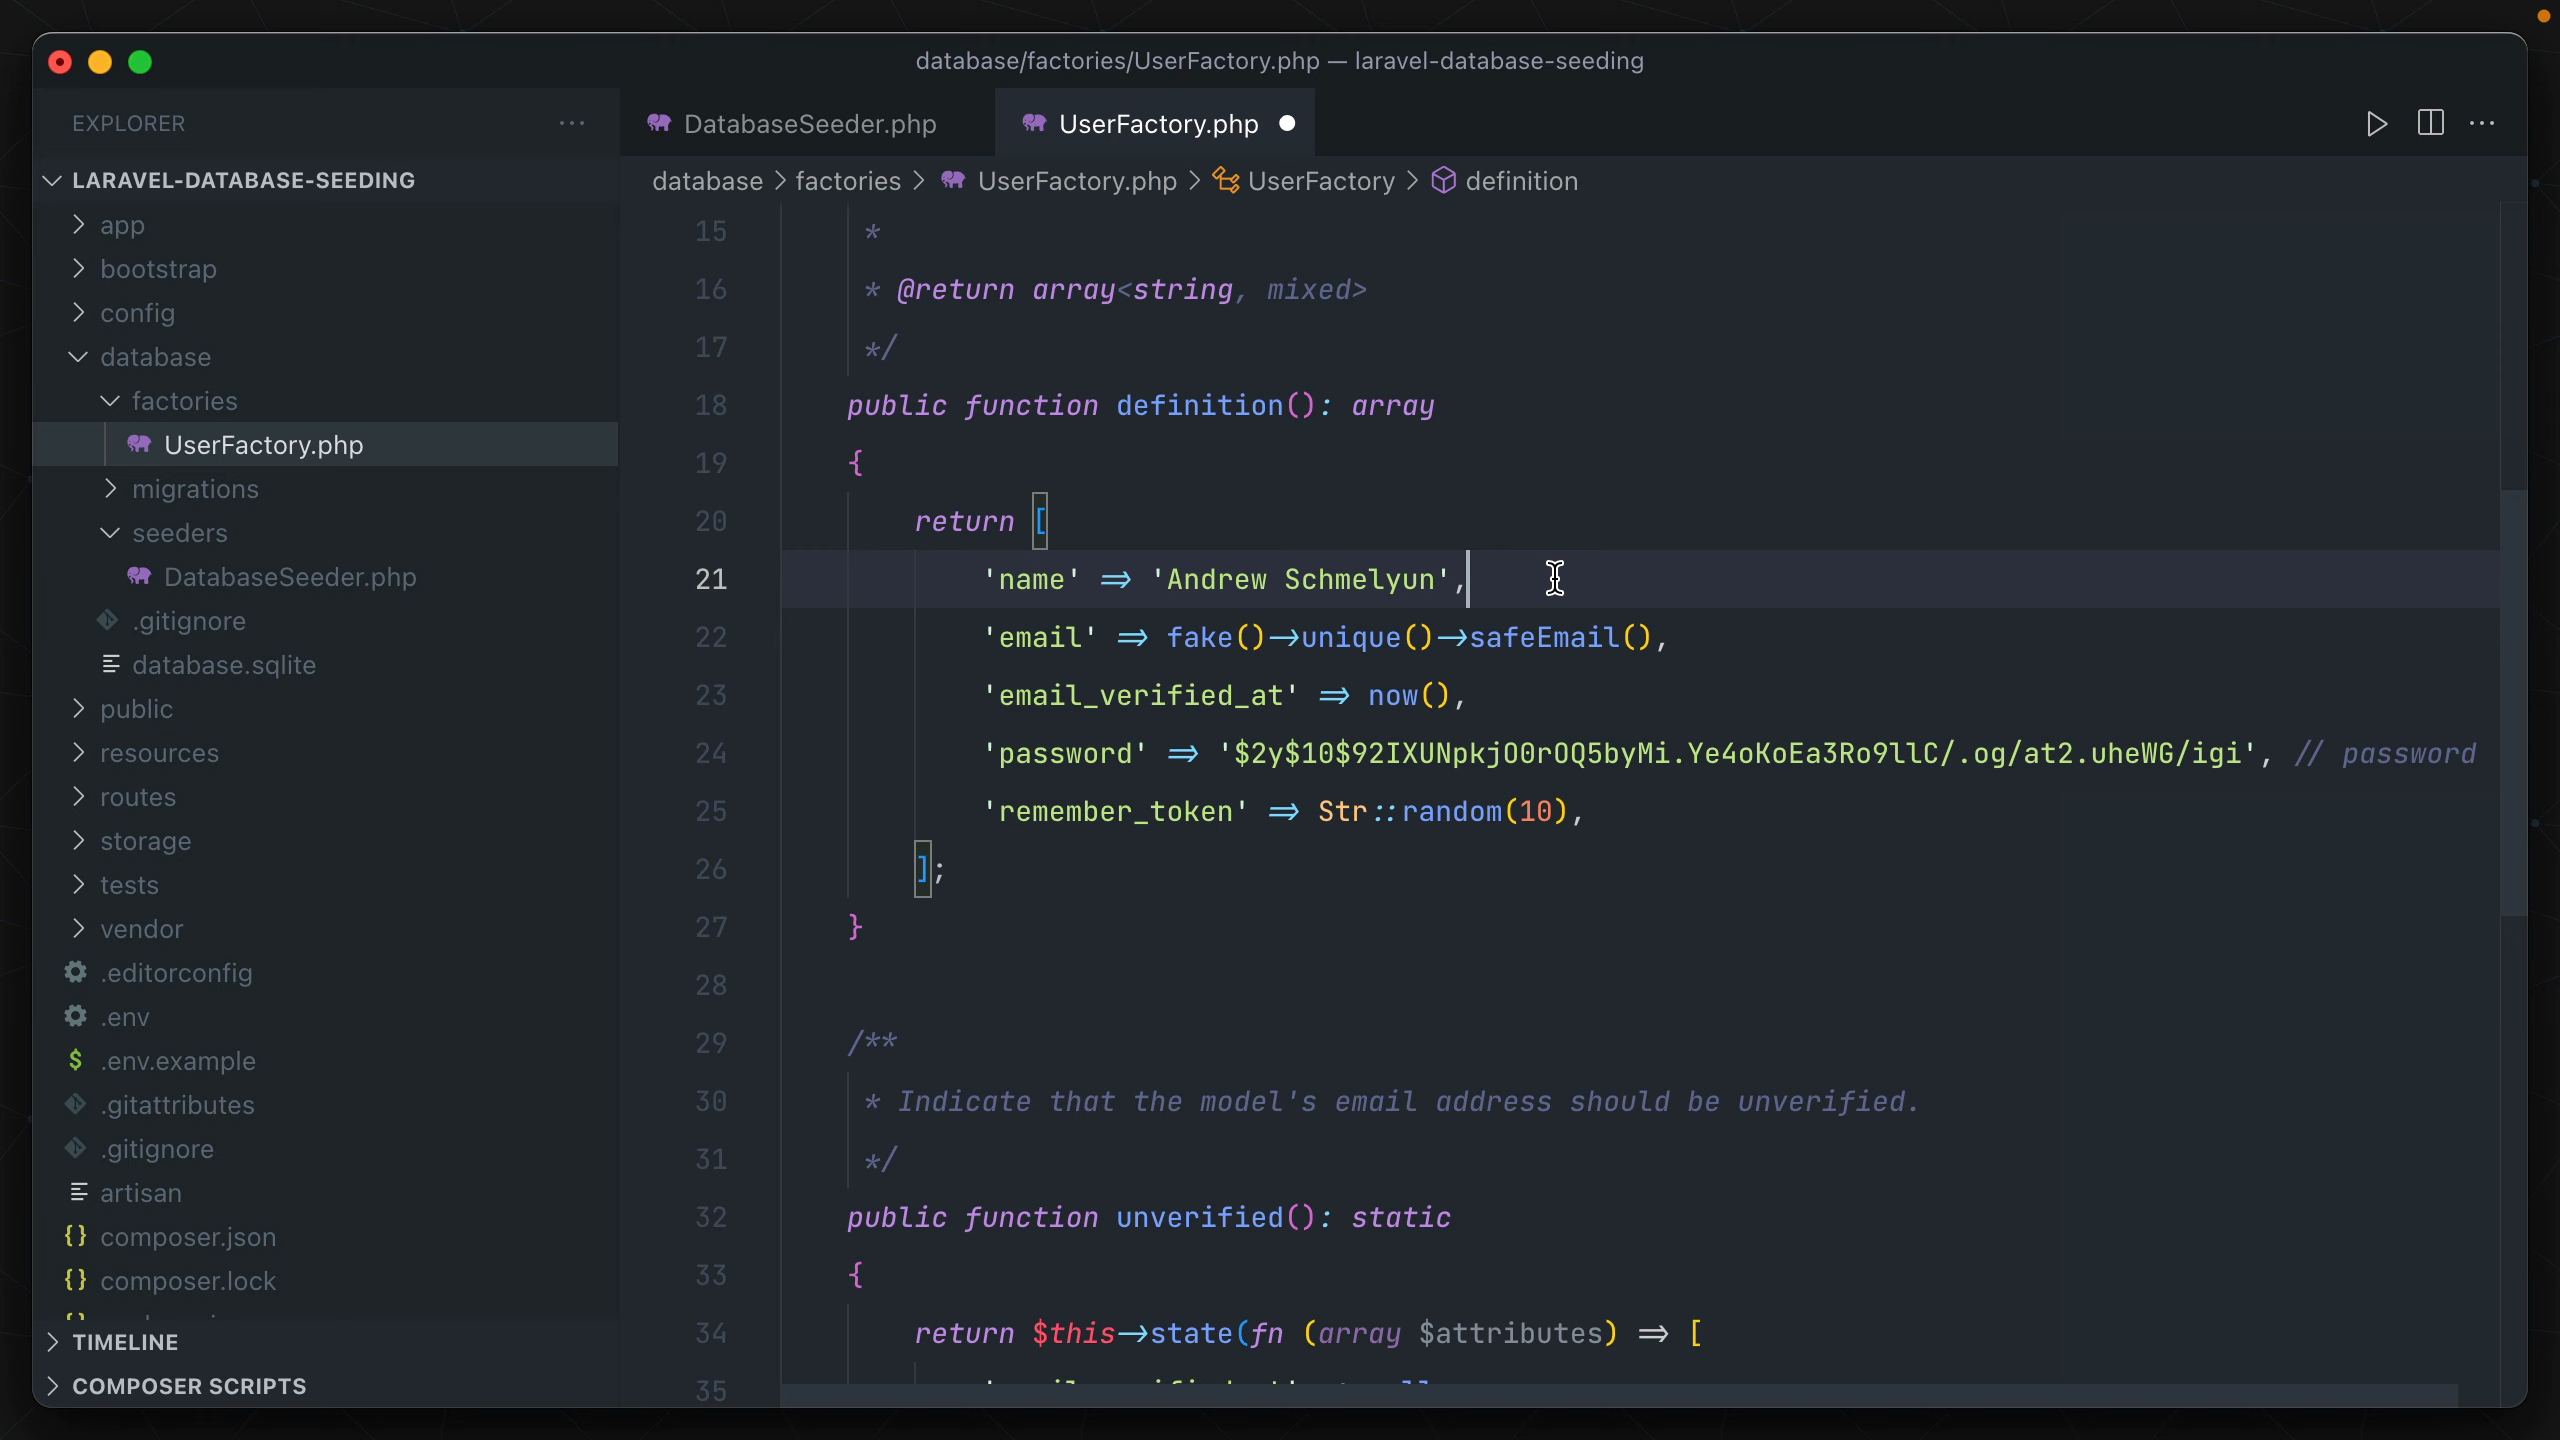 database/factories/UserFactory.php — laravel-database-seeding
EXPLORER
LARAVEL-DATABASE-SEEDING
app
bootstrap
config
database
factories
UserFactory.php
migrations
seeders
DatabaseSeeder.php
.gitignore
database.sqlite
public
resources
routes
storage
tests
vendor
.editorconfig
.env
.env.example
.gitattributes
.gitignore
artisan
composer.json
composer.lock
TIMELINE
COMPOSER SCRIPTS
DatabaseSeeder.php
UserFactory.php
database > factories > UserFactory.php > UserFactory > definition
15 *
16 * @return array<string, mixed>
17 */
18 public function definition(): array
19 {
20 return [
21 'name' => 'Andrew Schmelyun',
22 'email' => fake()->unique()->safeEmail(),
23 'email_verified_at' => now(),
24 'password' => '$2y$10$92IXUNpkjO0rOQ5byMi.Ye4oKoEa3Ro9llC/.og/at2.uheWG/igi', // password
25 'remember_token' => Str::random(10),
26 ];
27 }
28
29 /**
30 * Indicate that the model's email address should be unverified.
31 */
32 public function unverified(): static
33 {
34 return $this->state(fn (array $attributes) => [
35